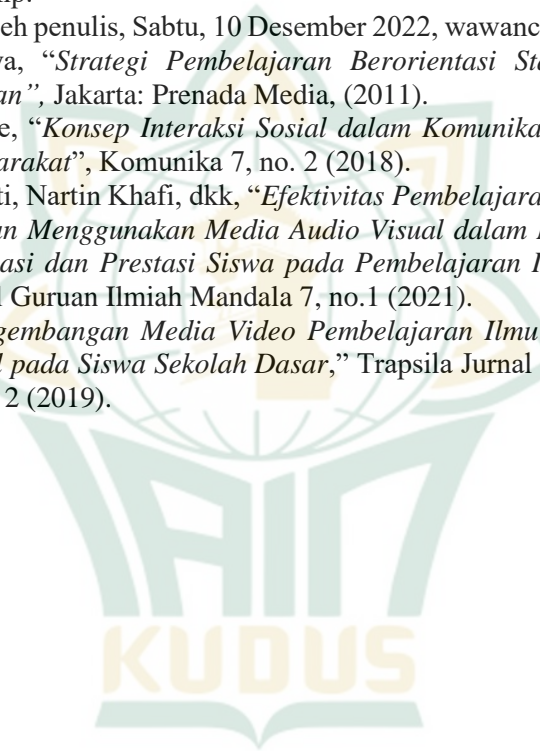 eh penulis, Sabtu, 10 Desember 2022, wawanc
a, "Strategi Pembelajaran Berorientasi Sta
an", Jakarta: Prenada Media, (2011).
e, "Konsep Interaksi Sosial dalam Komunika
arakat", Komunika 7, no. 2 (2018).
ti, Nartin Khafi, dkk, "Efektivitas Pembelajara
n Menggunakan Media Audio Visual dalam
asi dan Prestasi Siswa pada Pembelajaran I
l Guruan Ilmiah Mandala 7, no.1 (2021).
gembangan Media Video Pembelajaran Ilmu
l pada Siswa Sekolah Dasar," Trapsila Jurnal
2 (2019).
IAIN
KUDUS